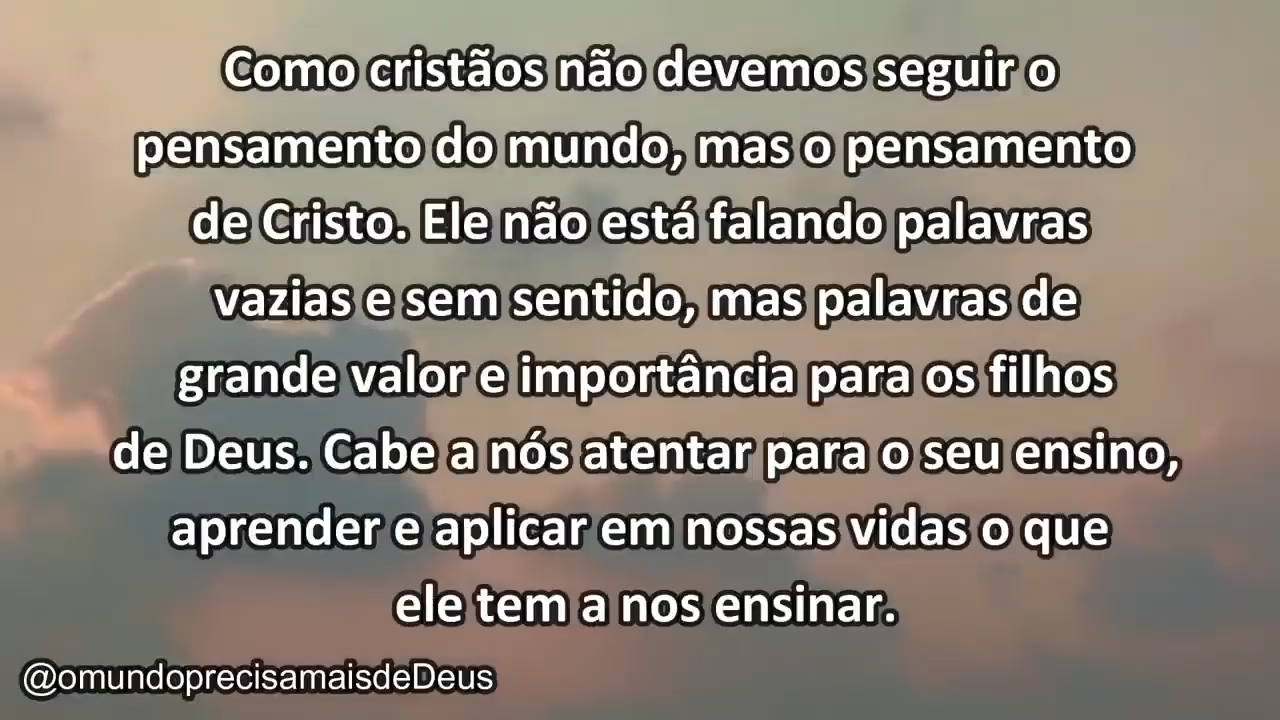 Como cristãos não devemos seguir o
pensamento do mundo, mas o pensamento
de Cristo. Ele não está falando palavras
vazias e sem sentido, mas palavras de
grande valor e importância para os filhos
de Deus. Cabe a nós atentar para o seu ensino,
aprender e aplicar em nossas vidas o que
ele tem a nos ensinar.
@omundoprecisamaisdeDeus